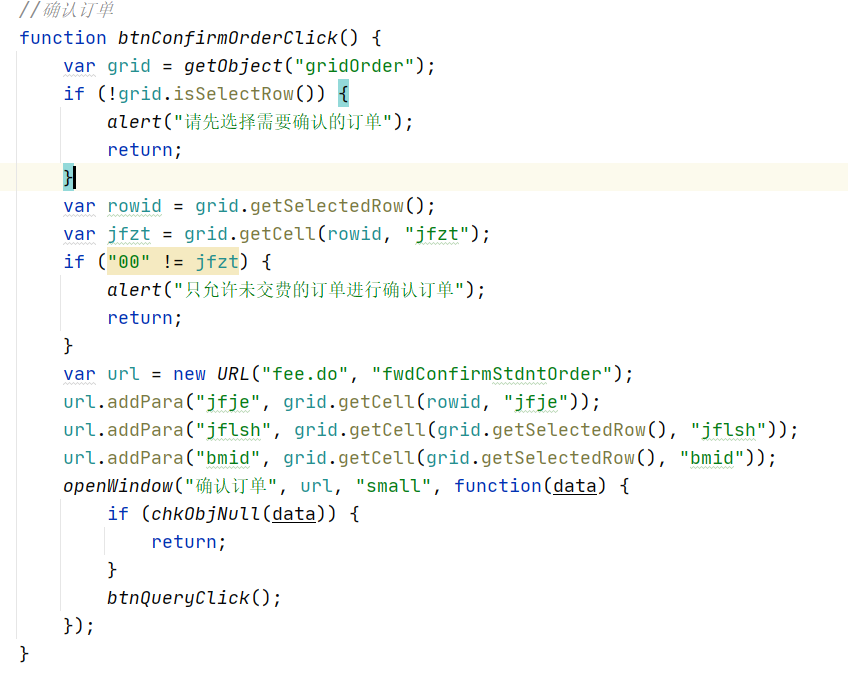 //确认订单
function btnConfirmOrderClick() {
    var grid = getObject("gridOrder");
    if (!grid.isSelectRow()) {
        alert("请先选择需要确认的订单");
        return;
    }
    var rowid = grid.getSelectedRow();
    var jfzt = grid.getCell(rowid, "jfzt");
    if ("00" != jfzt) {
        alert("只允许未交费的订单进行确认订单");
        return;
    }
    var url = new URL("fee.do", "fwdConfirmStdntOrder");
    url.addPara("jfje", grid.getCell(rowid, "jfje"));
    url.addPara("jflsh", grid.getCell(grid.getSelectedRow(), "jflsh"));
    url.addPara("bmid", grid.getCell(grid.getSelectedRow(), "bmid"));
    openWindow("确认订单", url, "small", function(data) {
        if (chkObjNull(data)) {
            return;
        }
        btnQueryClick();
    });
}